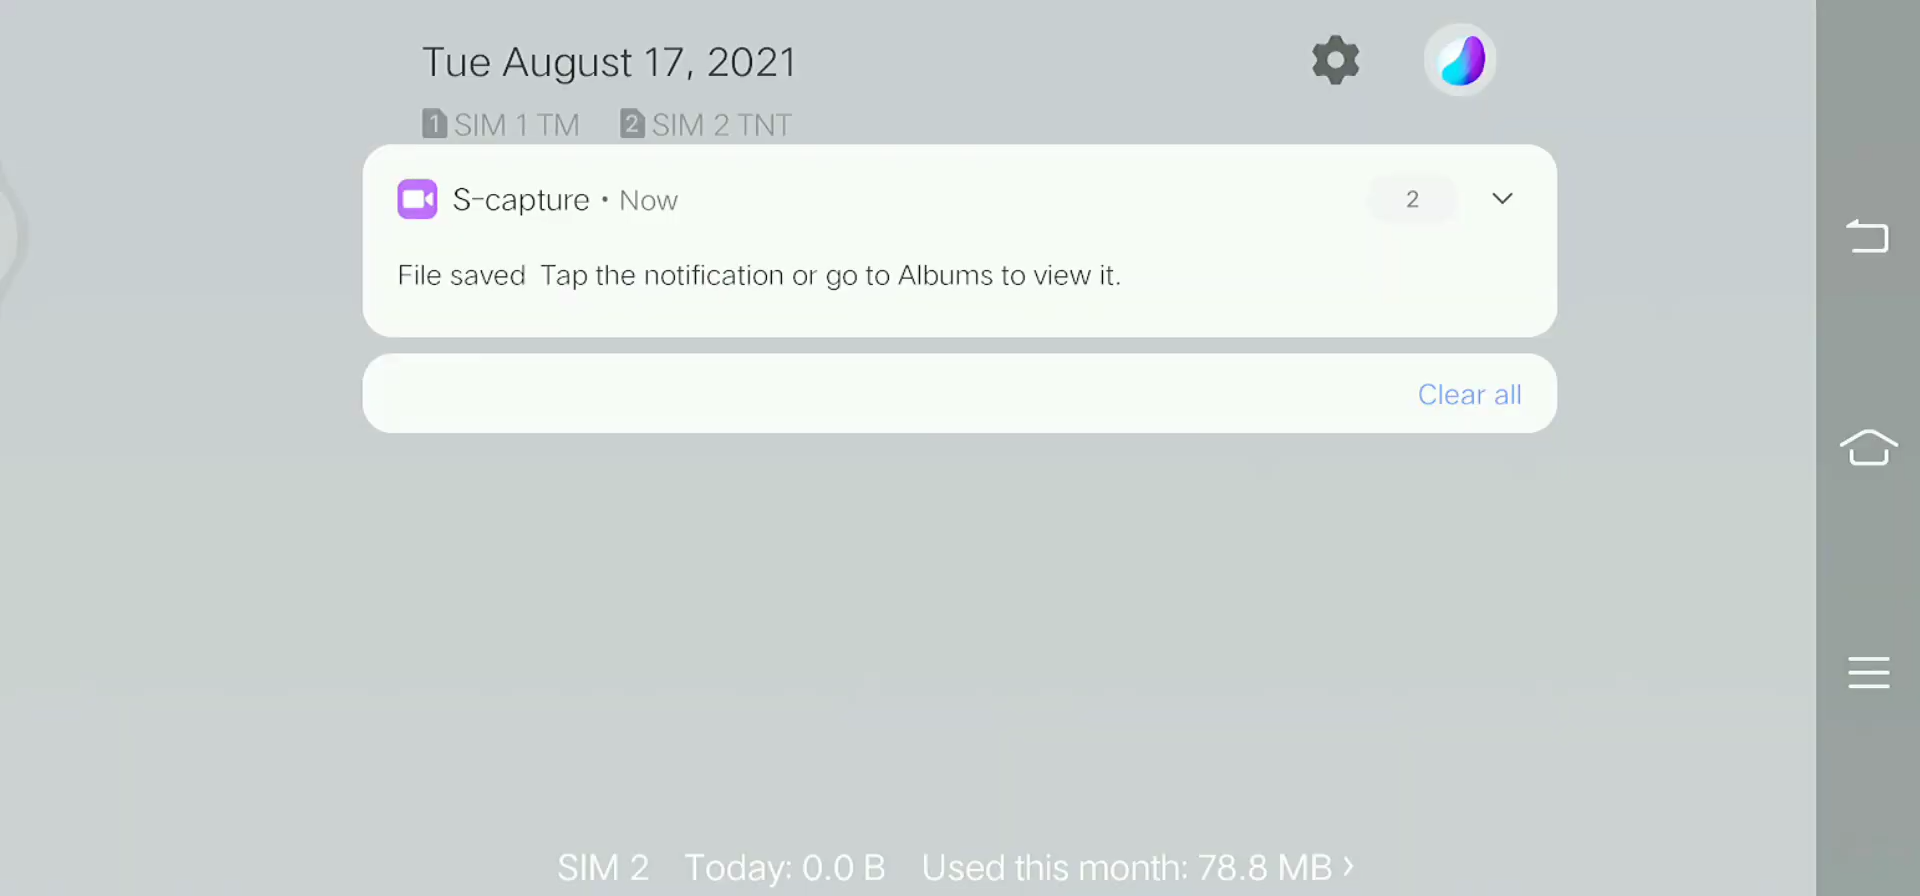 Tue August 17, 2021
1 SIM 1 TM 2 SIM 2 TNT
S-capture • Now 2
File saved Tap the notification or go to Albums to view it.
Clear all
SIM 2 Today: 0.0 B Used this month: 78.8 MB ›